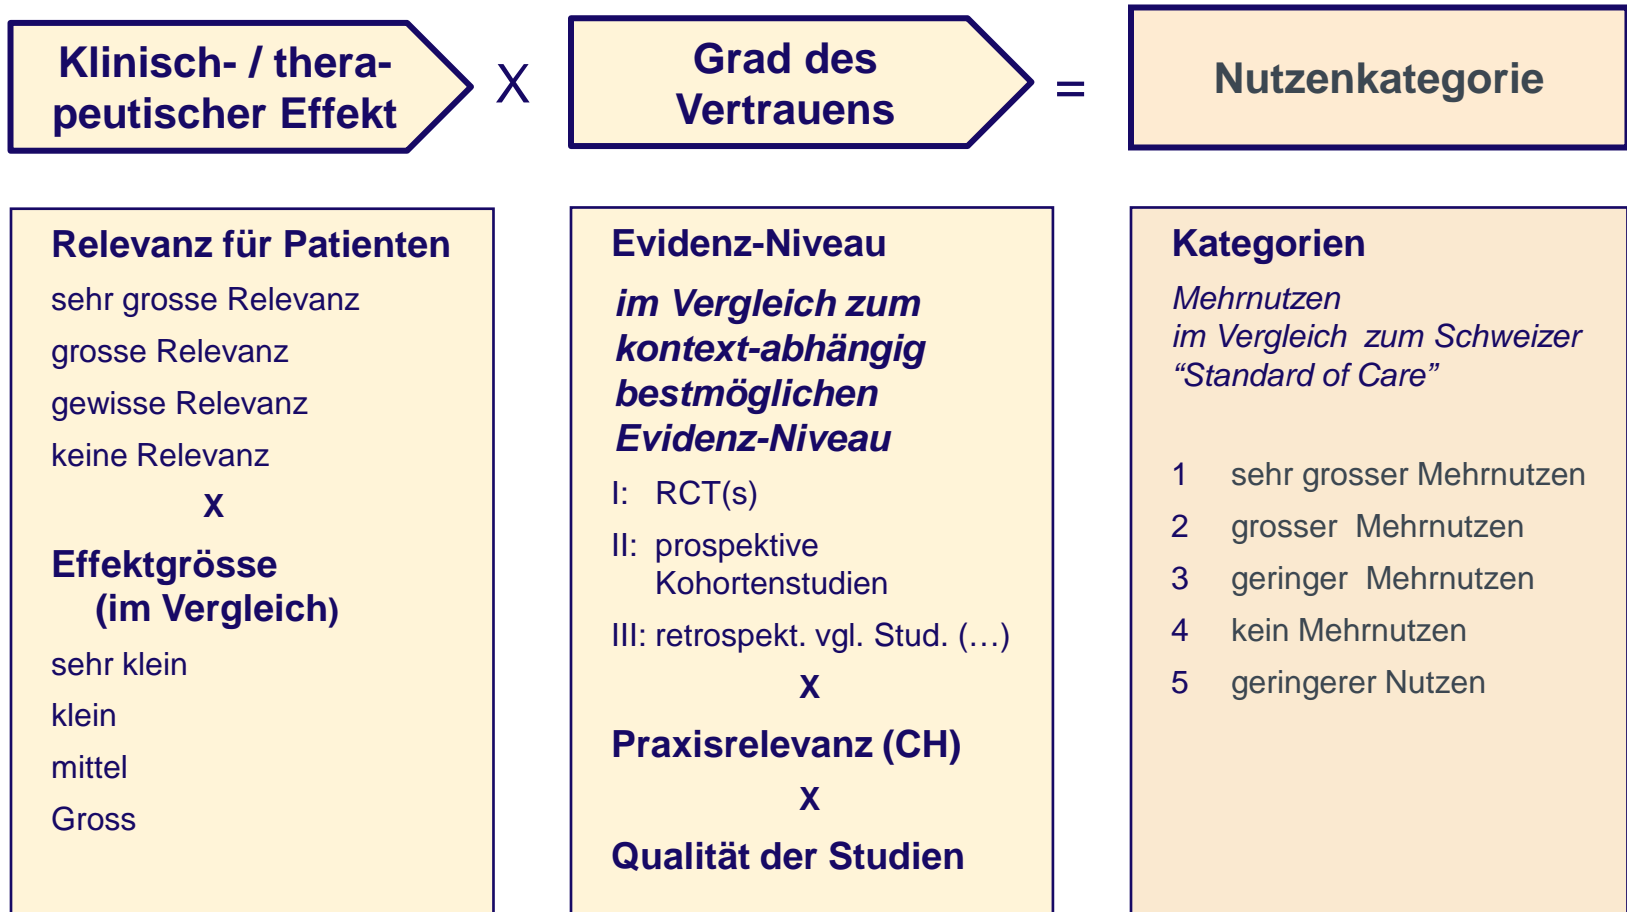 Klinisch- / thera-
peutischer Effekt
X
Grad des
Vertrauens
=
Nutzenkategorie
Relevanz für Patienten
sehr grosse Relevanz
grosse Relevanz
gewisse Relevanz
keine Relevanz
X
Effektgrösse
(im Vergleich)
sehr klein
klein
mittel
Gross
Evidenz-Niveau
im Vergleich zum
kontext-abhängig
bestmöglichen
Evidenz-Niveau
I: RCT(s)
II: prospektive
Kohortenstudien
III: retrospekt. vgl. Stud. (…)
X
Praxisrelevanz (CH)
X
Qualität der Studien
Kategorien
Mehrnutzen
im Vergleich zum Schweizer
“Standard of Care”
1 sehr grosser Mehrnutzen
2 grosser Mehrnutzen
3 geringer Mehrnutzen
4 kein Mehrnutzen
5 geringerer Nutzen